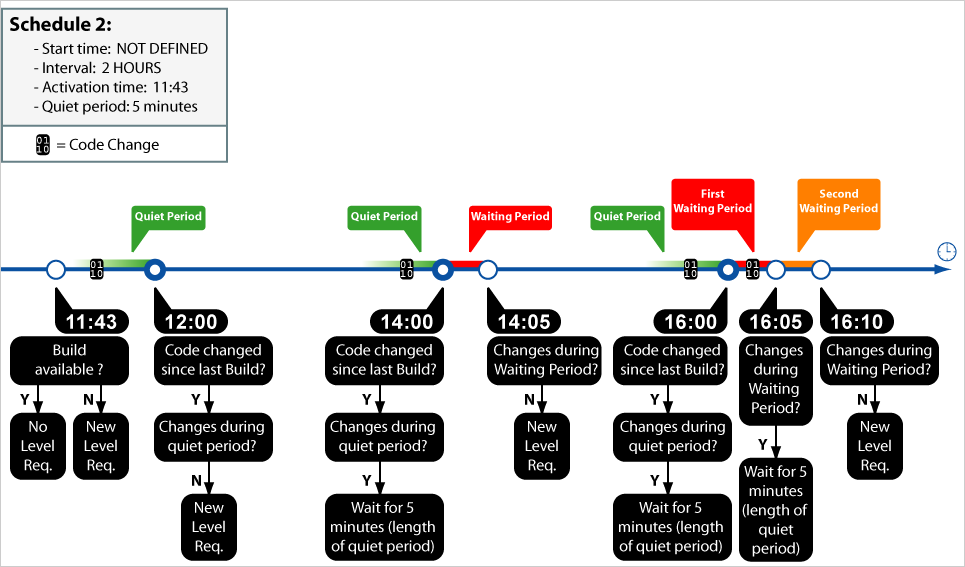 Schedule 2:
- Start time: NOT DEFINED
- Interval: 2 HOURS
- Activation time: 11:43
- Quiet period: 5 minutes
01
10
= Code Change
Quiet Period
Quiet Period
Waiting Period
Quiet Period
First
Waiting Period
Second
Waiting Period
01
10
01
10
01
10
01
10
11:43
12:00
14:00
14:05
16:00
16:05
16:10
Build
available ?
Y
N
No
Level
Req.
New
Level
Req.
Code changed
since last Build?
Y
Changes during
quiet period?
N
New
Level
Req.
Code changed
since last Build?
Y
Changes during
quiet period?
Y
Wait for 5
minutes (length
of quiet period)
Changes during
Waiting Period?
N
New
Level
Req.
Code changed
since last Build?
Y
Changes during
quiet period?
Y
Wait for 5
minutes (length
of quiet period)
Changes
during
Waiting
Period?
Y
Wait for 5
minutes
(length of
quiet
period)
Changes during
Waiting Period?
N
New
Level
Req.